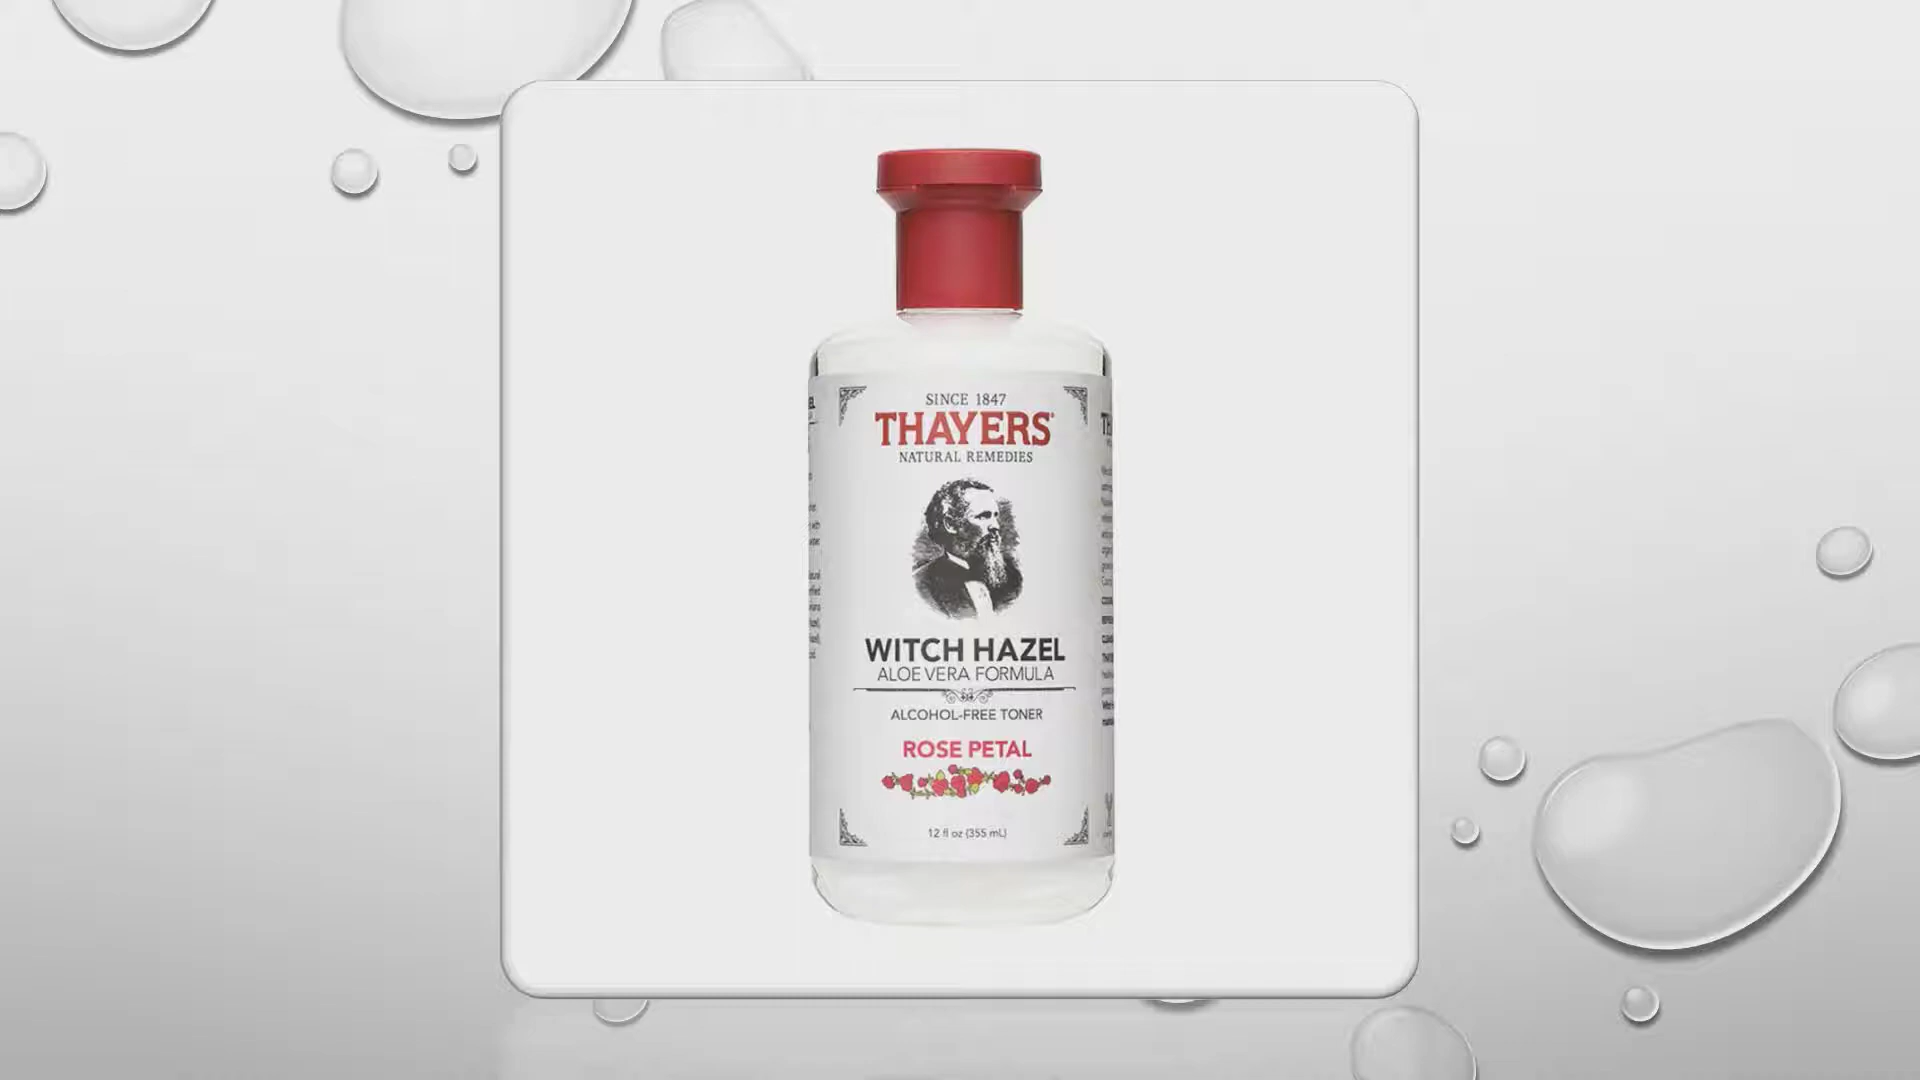 SINCE 1847
THAYERS
NATURAL REMEDIES
WITCH HAZEL
ALOE VERA FORMULA
ALCOHOL-FREE TONER
ROSE PETAL
12 fl oz (355 mL)